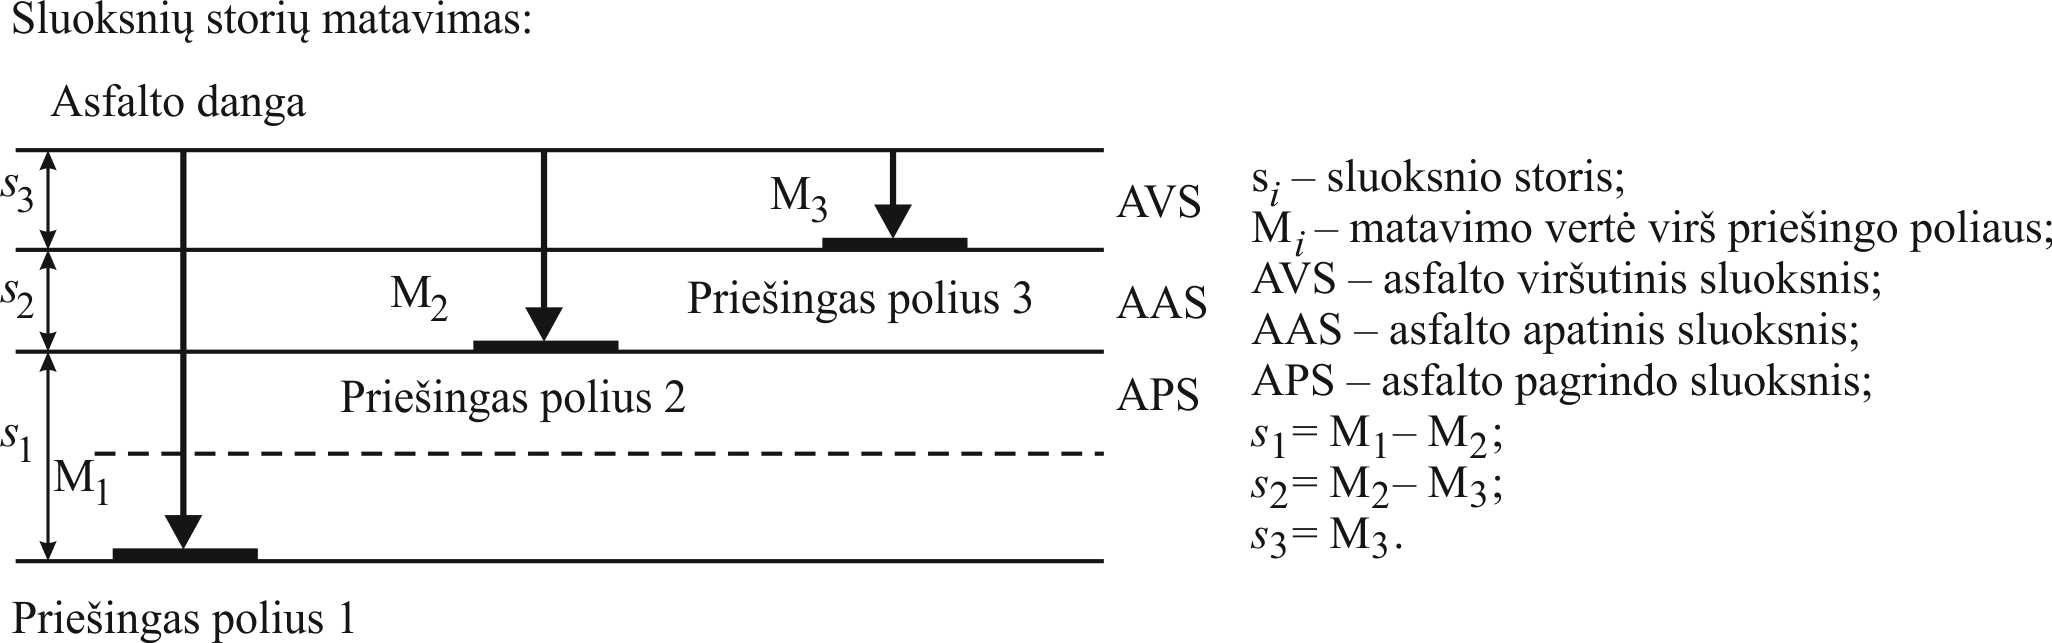 Sluoksnių storių matavimas:
Asfalto danga
s3
M3
AVS
s2
M2
Priešingas polius 3
AAS
Priešingas polius 2
APS
s1
M1
Priešingas polius 1
si – sluoksnio storis;
Mi – matavimo vertė virš priešingo poliaus;
AVS – asfalto viršutinis sluoksnis;
AAS – asfalto apatinis sluoksnis;
APS – asfalto pagrindo sluoksnis;
s1 = M1 – M2;
s2 = M2 – M3;
s3 = M3.